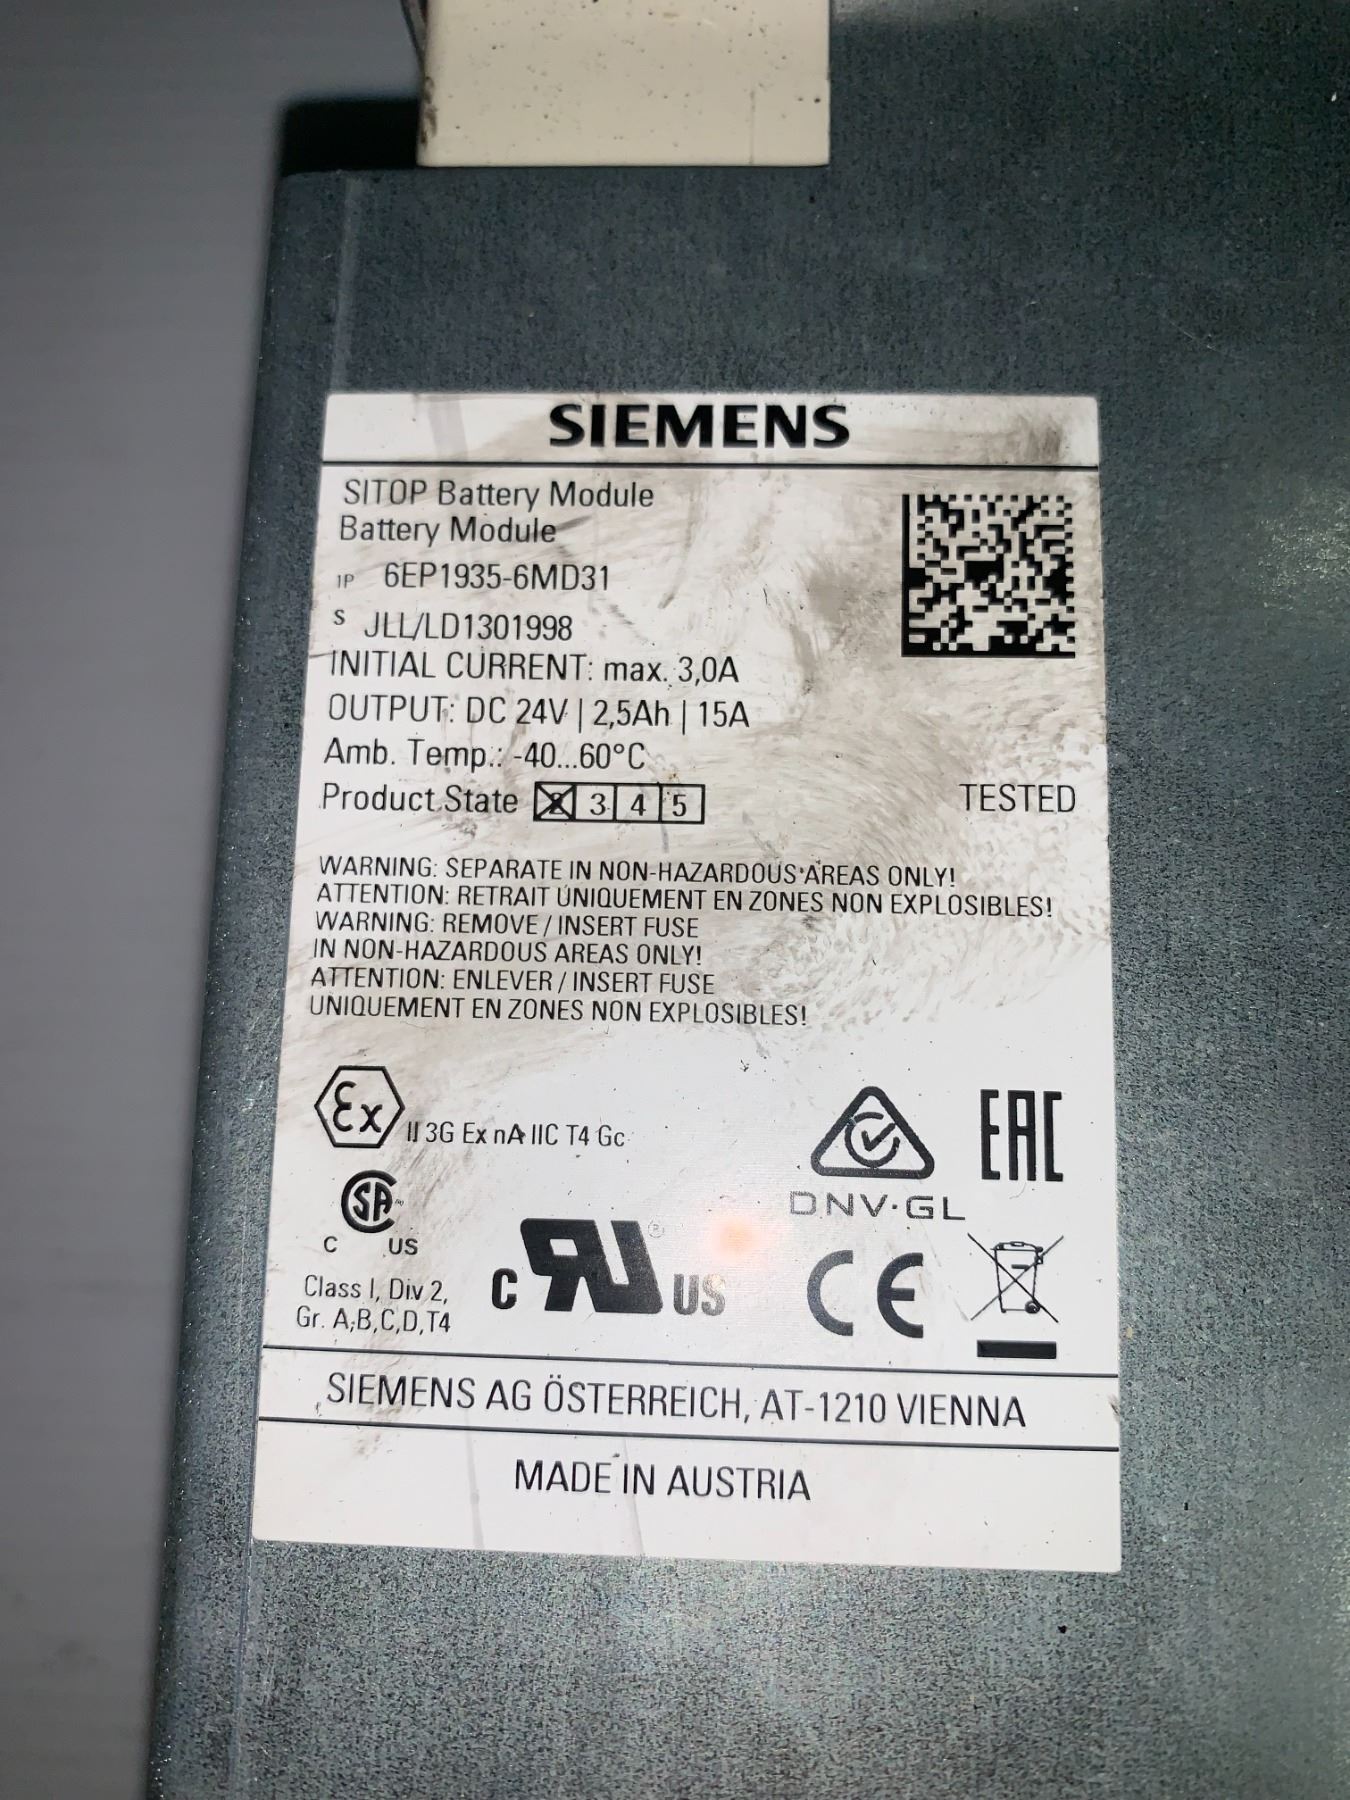 SIEMENS
SITOP Battery Module
Battery Module
1P 6EP1935-6MD31
S JLL/LD1301998
INITIAL CURRENT: max. 3,0A
OUTPUT: DC 24V | 2,5Ah | 15A
Amb. Temp.: -40...60°C
Product State 2 3 4 5 TESTED
WARNING: SEPARATE IN NON-HAZARDOUS AREAS ONLY!
ATTENTION: RETRAIT UNIQUEMENT EN ZONES NON EXPLOSIBLES!
WARNING: REMOVE / INSERT FUSE
IN NON-HAZARDOUS AREAS ONLY!
ATTENTION: ENLEVER / INSERT FUSE
UNIQUEMENT EN ZONES NON EXPLOSIBLES!
Ex II 3G Ex nA IIC T4 Gc
EAC
DNV·GL
SA
C US
C RU ® US
CE
Class I, Div 2,
Gr. A,B,C,D,T4
SIEMENS AG ÖSTERREICH, AT-1210 VIENNA
MADE IN AUSTRIA